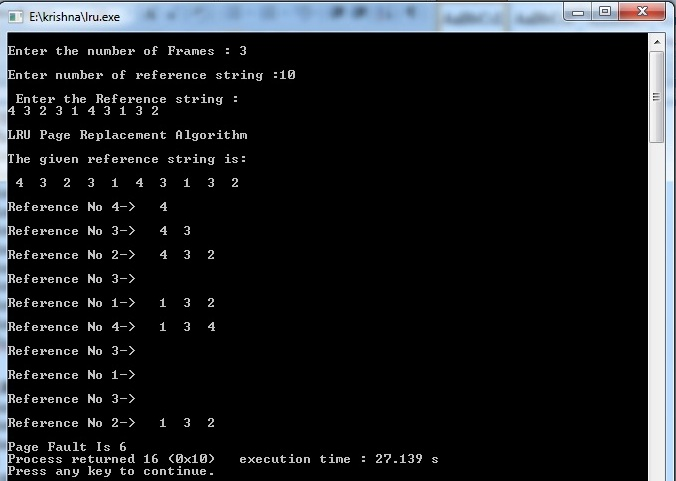 E:\krishna\lru.exe
Enter the number of Frames : 3
Enter number of reference string :10
Enter the Reference string :
4 3 2 3 1 4 3 1 3 2
LRU Page Replacement Algorithm
The given reference string is:
4 3 2 3 1 4 3 1 3 2
Reference No 4-> 4
Reference No 3-> 4 3
Reference No 2-> 4 3 2
Reference No 3->
Reference No 1-> 1 3 2
Reference No 4-> 1 3 4
Reference No 3->
Reference No 1->
Reference No 3->
Reference No 2-> 1 3 2
Page Fault Is 6
Process returned 16 (0x10) execution time : 27.139 s
Press any key to continue.